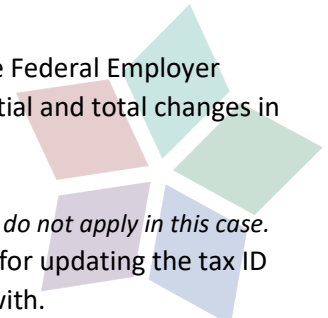 e Federal Employer
tial and total changes in
do not apply in this case.
for updating the tax ID
with.